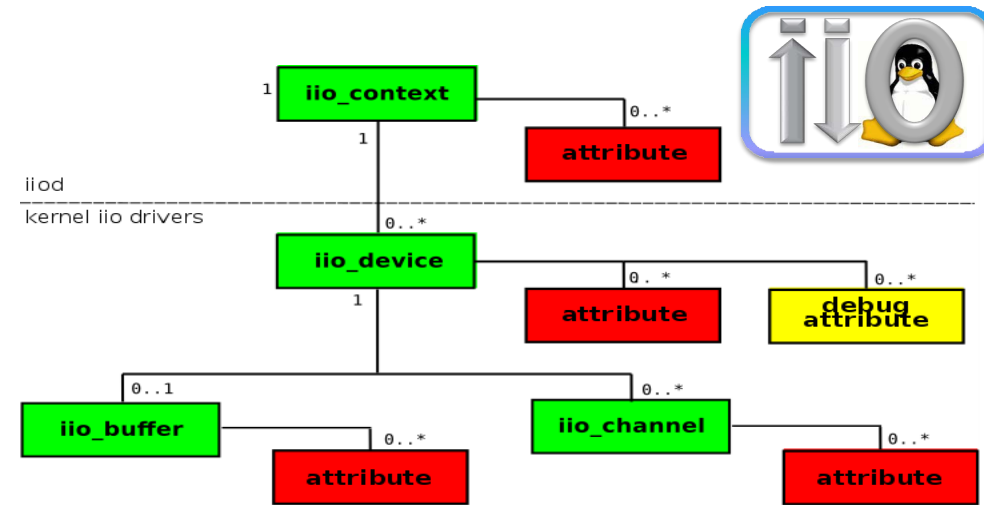 iio
1
iio_context
0..*
attribute
1
iiod
kernel iio drivers
0..*
iio_device
0. *
attribute
0..*
debug
attribute
1
0..1
iio_buffer
0..*
attribute
0..*
iio_channel
0..*
attribute